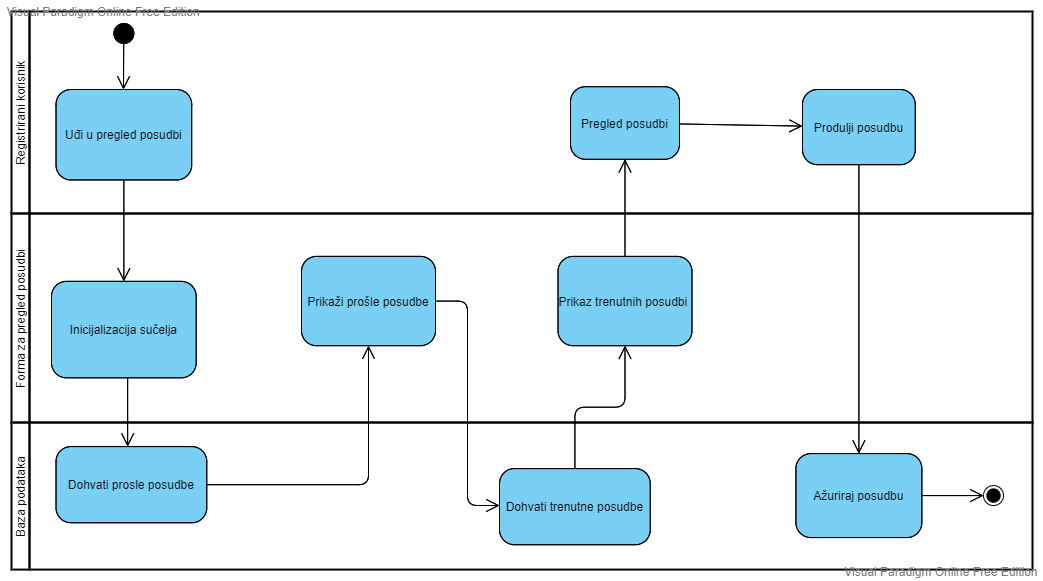 Visual Paradigm Online Free Edition
Registrirani korisnik
Uđi u pregled posudbi
Pregled posudbi
Produlji posudbu
Forma za pregled posudbi
Inicijalizacija sučelja
Prikaži prošle posudbe
Prikaz trenutnih posudbi
Baza podataka
Dohvati prosle posudbe
Dohvati trenutne posudbe
Ažuriraj posudbu
Visual Paradigm Online Free Edition